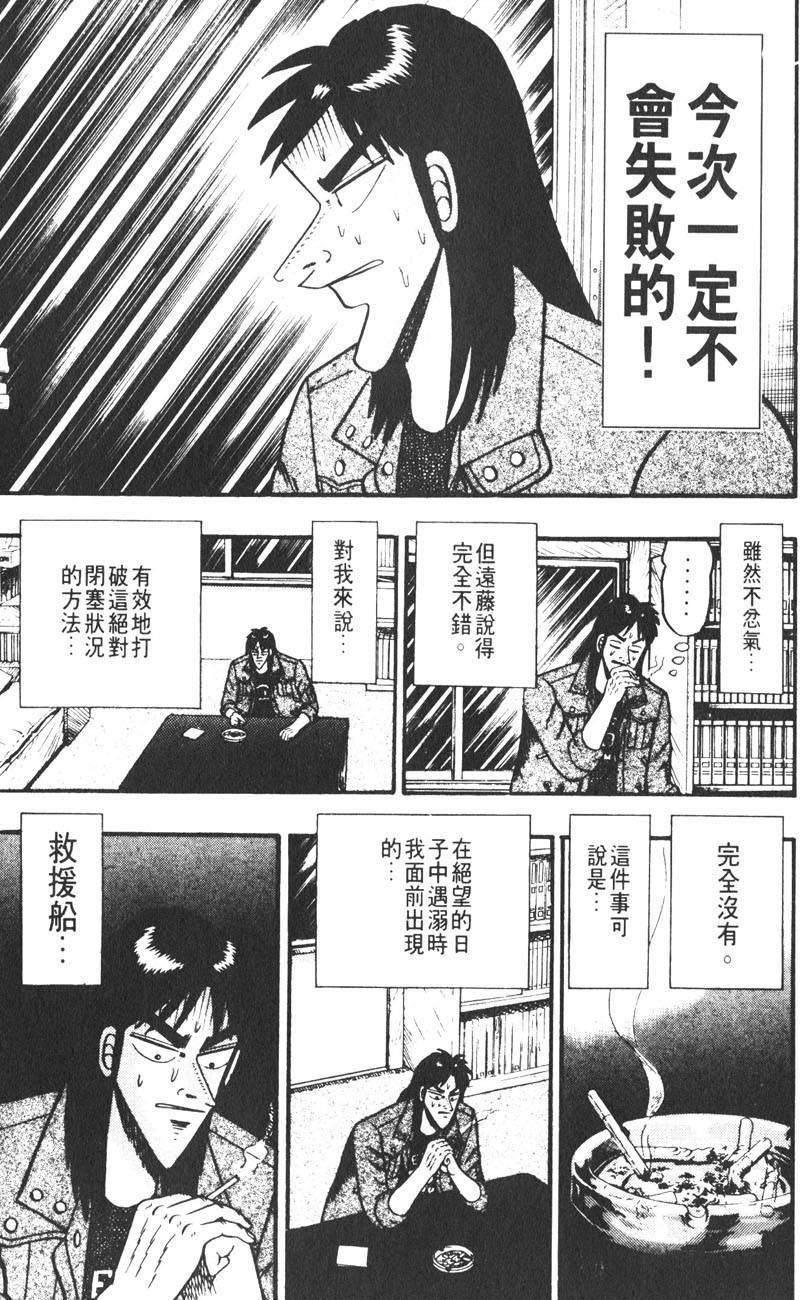 今次一定不
會失敗的！
雖然不忿氣…
……
但遠藤說得
完全不錯。
對我來說…
有效地打
破這絕對
閉塞狀況
的方法…
完全沒有。
這件事可
說是…
在絕望的日
子中遇溺時
我面前出現
的…
救援船…